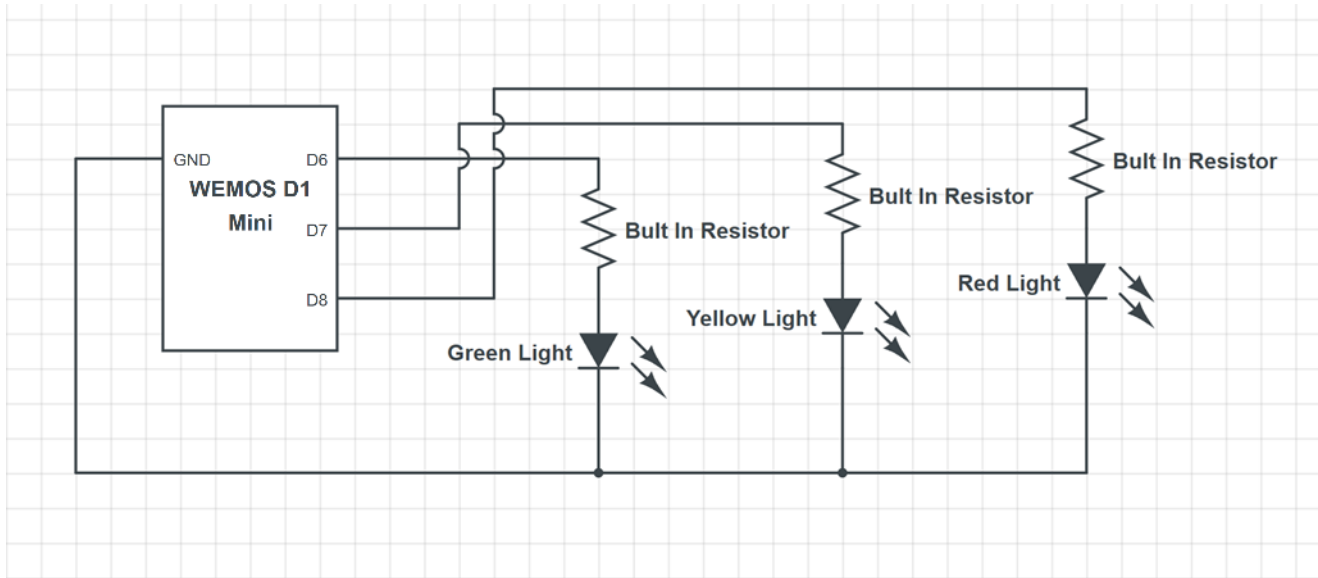 GND
D6
WEMOS D1
Mini
D7
D8
Bult In Resistor
Bult In Resistor
Bult In Resistor
Green Light
Yellow Light
Red Light